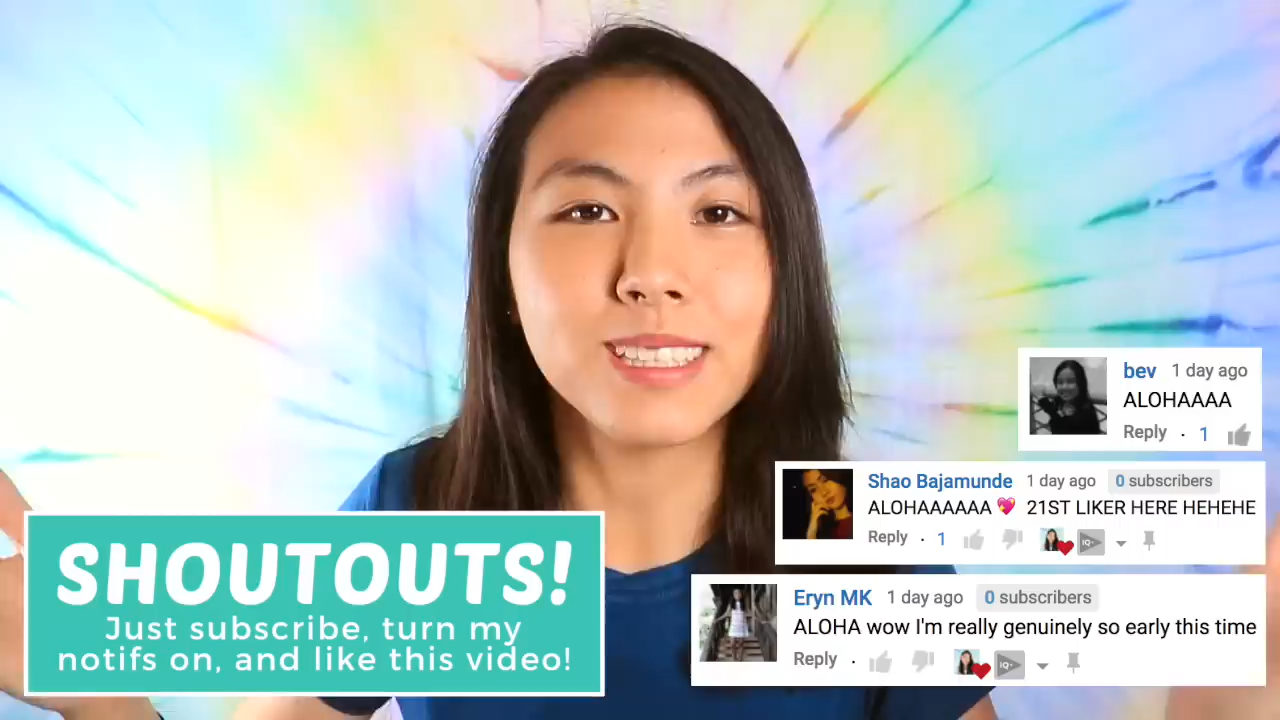 SHOUTOUTS!
Just subscribe, turn my
notifs on, and like this video!
bev 1 day ago
ALOHAAAA
Reply · 1
Shao Bajamunde 1 day ago 0 subscribers
ALOHAAAAAA 💖 21ST LIKER HERE HEHEHE
Reply · 1 IQ+
Eryn MK 1 day ago 0 subscribers
ALOHA wow I'm really genuinely so early this time
Reply · IQ+